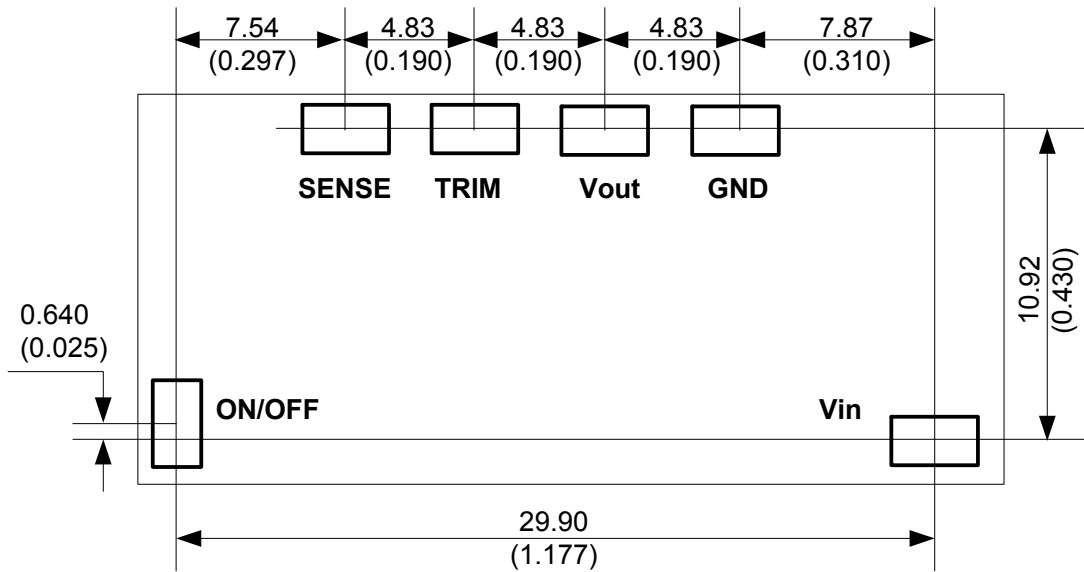 7.54 4.83 4.83 4.83 7.87
(0.297) (0.190) (0.190) (0.190) (0.310)
SENSE TRIM Vout GND
10.92
(0.430)
0.640
(0.025)
ON/OFF Vin
29.90
(1.177)